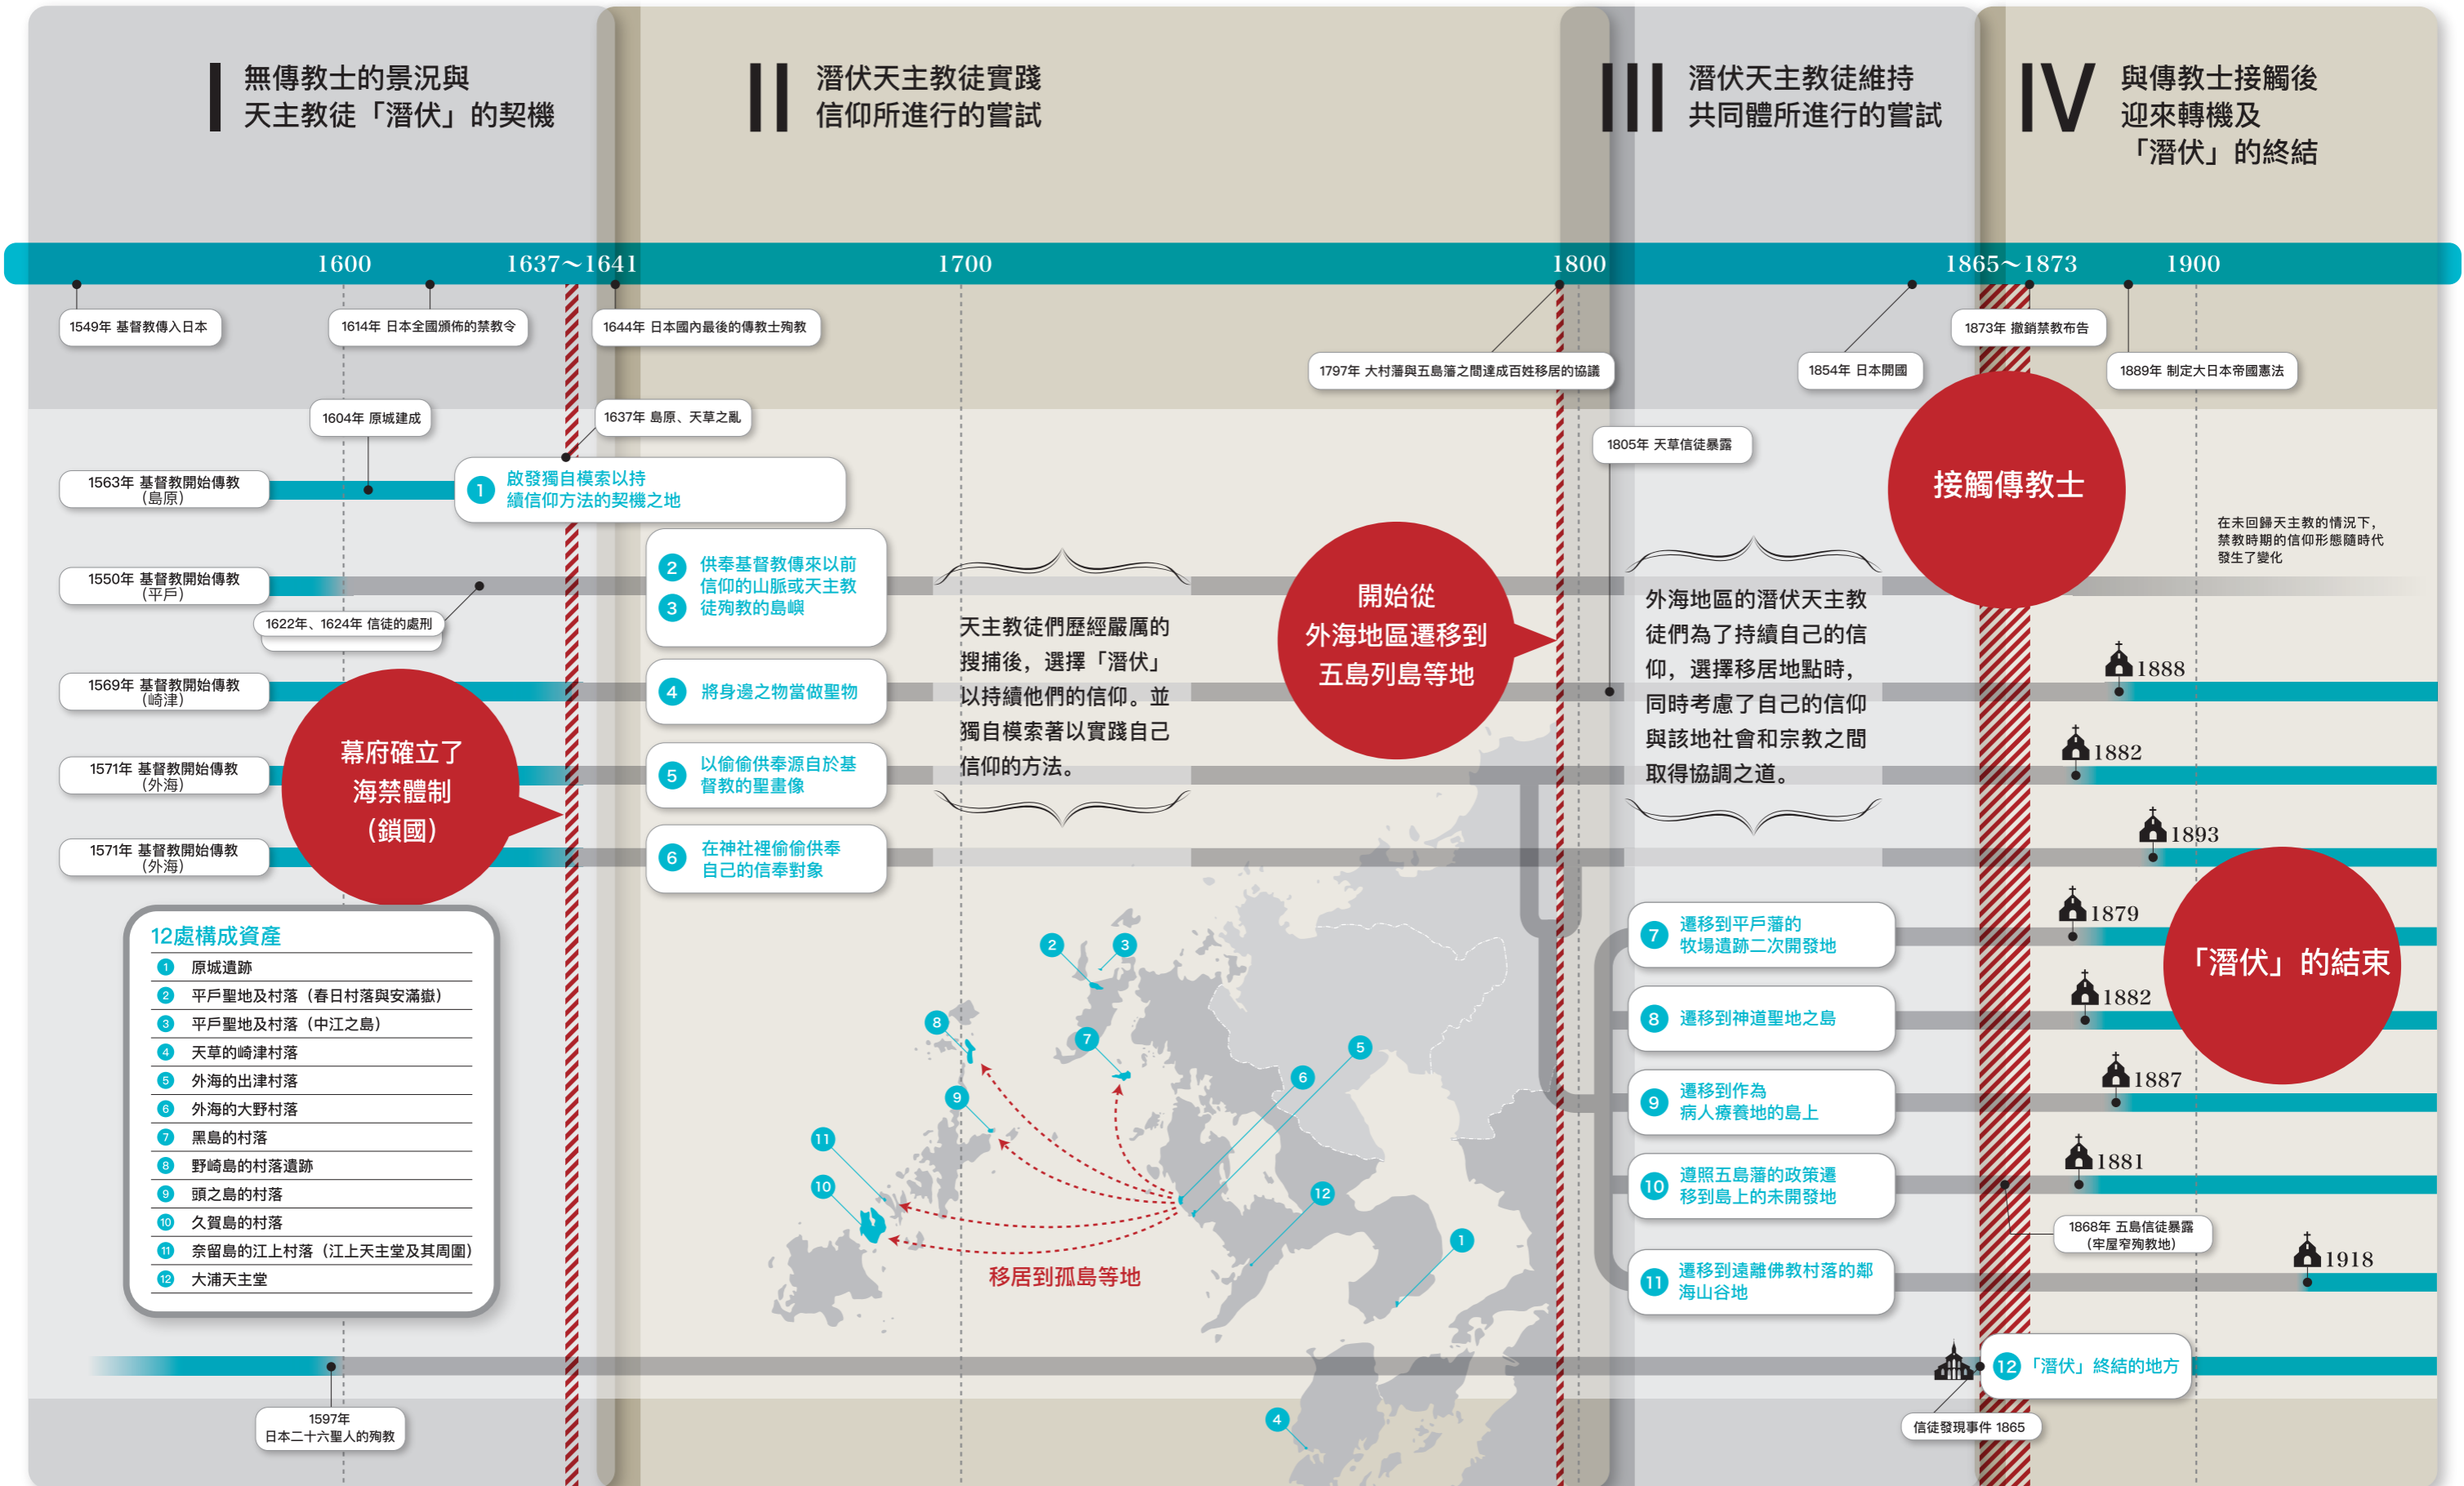 I
無傳教士的景況與
天主教徒「潛伏」的契機
II
潛伏天主教徒實踐
信仰所進行的嘗試
III
潛伏天主教徒維持
共同體所進行的嘗試
IV
與傳教士接觸後
迎來轉機及
「潛伏」的終結
1600
1637～1641
1700
1800
1865～1873
1900
1549年 基督教傳入日本
1614年 日本全國頒佈的禁教令
1644年 日本國內最後的傳教士殉教
1797年 大村藩與五島籓之間達成百姓移居的協議
1854年 日本開國
1873年 撤銷禁教布告
1889年 制定大日本帝國憲法
1604年 原城建成
1637年 島原、天草之亂
1805年 天草信徒暴露
1563年 基督教開始傳教
（島原）
1
啟發獨自模索以持
續信仰方法的契機之地
接觸傳教士
在未回歸天主教的情況下，
禁教時期的信仰形態隨時代
發生了變化
1550年 基督教開始傳教
（平戶）
1622年、1624年 信徒的處刑
2
3
供奉基督教傳來以前
信仰的山脈或天主教
徒殉教的島嶼
1569年 基督教開始傳教
（崎津）
4
將身邊之物當做聖物
1571年 基督教開始傳教
（外海）
5
以偷偷供奉源自於基
督教的聖畫像
1571年 基督教開始傳教
（外海）
6
在神社裡偷偷供奉
自己的信奉對象
幕府確立了
海禁體制
（鎖國）
天主教徒們歷經嚴厲的
搜捕後，選擇「潛伏」
以持續他們的信仰。並
獨自模索著以實踐自己
信仰的方法。
開始從
外海地區遷移到
五島列島等地
外海地區的潛伏天主教
徒們為了持續自己的信
仰，選擇移居地點時，
同時考慮了自己的信仰
與該地社會和宗教之間
取得協調之道。
1888
1882
1893
1879
1882
1887
1881
1918
「潛伏」的結束
12處構成資產
1 原城遺跡
2 平戶聖地及村落（春日村落與安滿嶽）
3 平戶聖地及村落（中江之島）
4 天草的崎津村落
5 外海的出津村落
6 外海的大野村落
7 黑島的村落
8 野崎島的村落遺跡
9 頭之島的村落
10 久賀島的村落
11 奈留島的江上村落（江上天主堂及其周圍）
12 大浦天主堂
2
3
8
7
5
6
9
11
10
12
1
4
移居到孤島等地
7
遷移到平戶藩的
牧場遺跡二次開發地
8
遷移到神道聖地之島
9
遷移到作為
病人療養地的島上
10
遵照五島藩的政策遷
移到島上的未開發地
11
遷移到遠離佛教村落的鄰
海山谷地
1868年 五島信徒暴露
（牢屋窄殉教地）
12
「潛伏」終結的地方
信徒發現事件 1865
1597年
日本二十六聖人的殉教